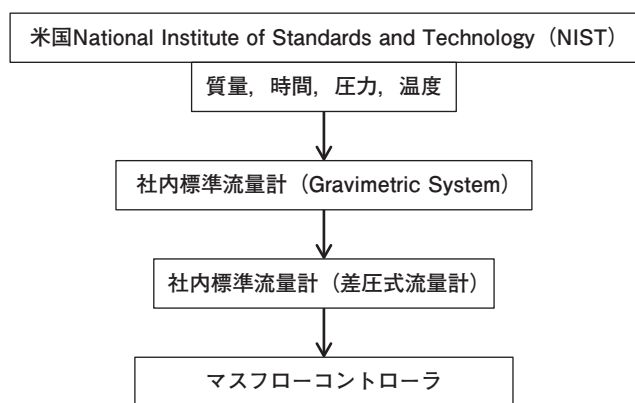 米国National Institute of Standards and Technology（NIST）
質量，時間，圧力，温度
社内標準流量計（Gravimetric System）
社内標準流量計（差圧式流量計）
マスフローコントローラ